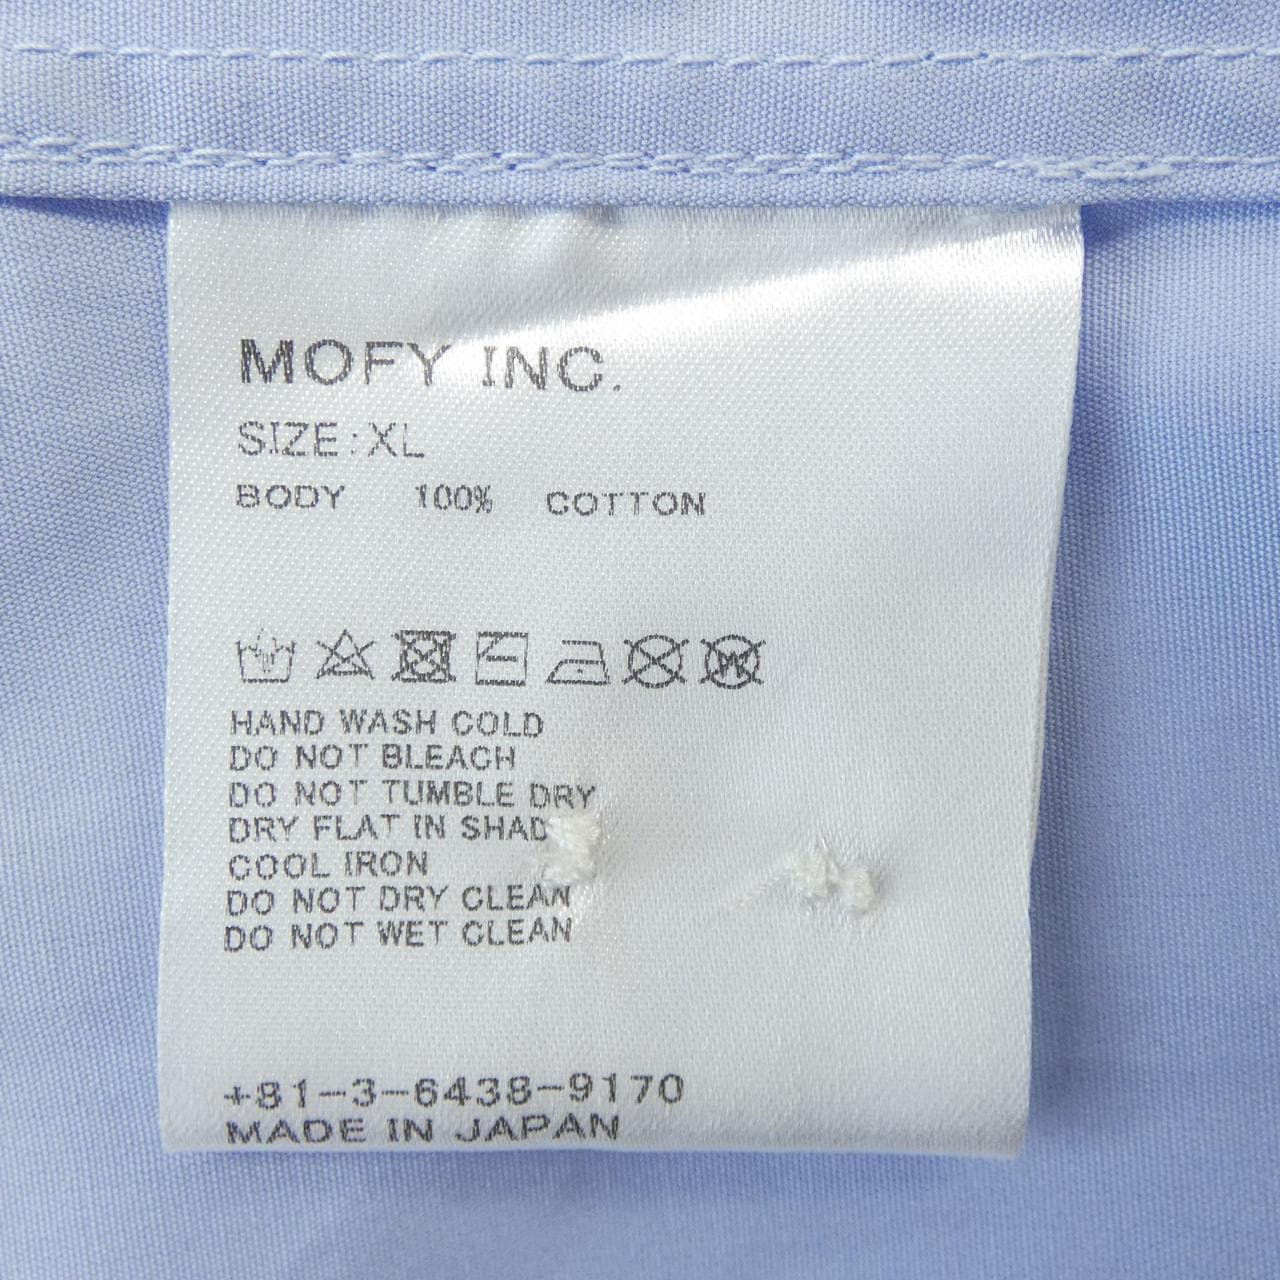 MOFY INC.
SIZE:XL
BODY 100% COTTON
HAND WASH COLD
DO NOT BLEACH
DO NOT TUMBLE DRY
DRY FLAT IN SHAD
COOL IRON
DO NOT DRY CLEAN
DO NOT WET CLEAN
+81-3-6438-9170
MADE IN JAPAN